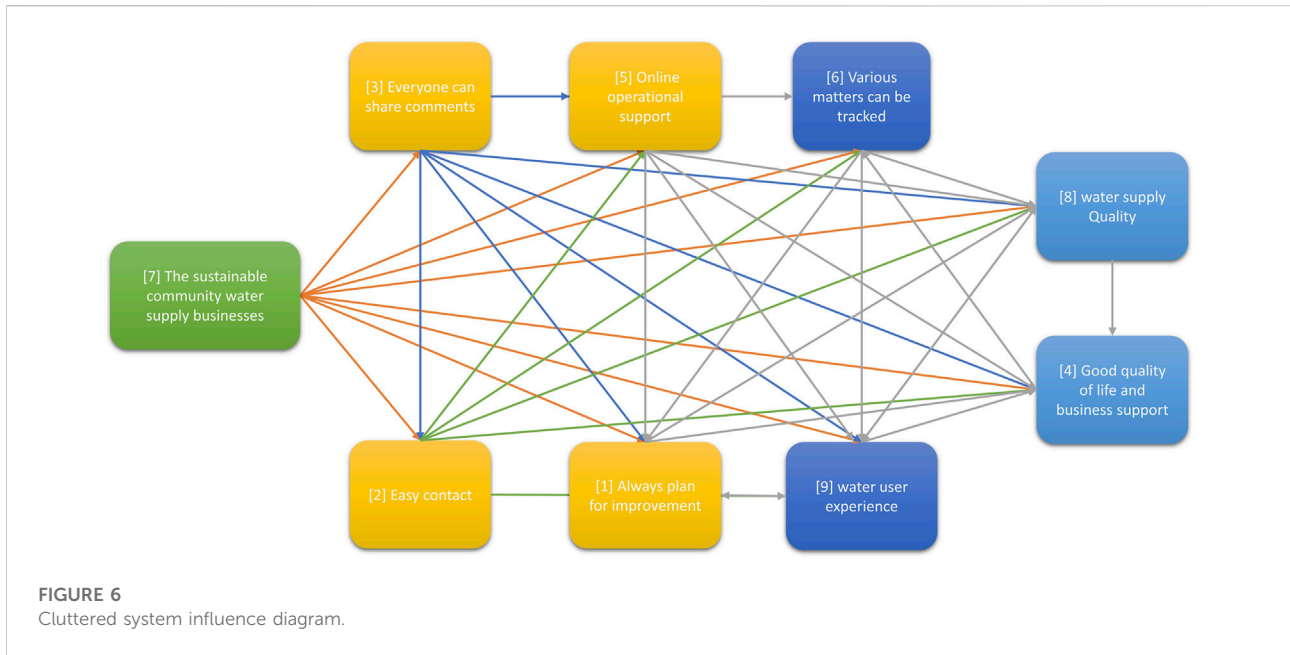 [3] Everyone can
share comments
[5] Online
operational
support
[6] Various
matters can be
tracked
[8] water supply
Quality
[7] The sustainable
community water
supply businesses
[4] Good quality
of life and
business support
[2] Easy contact
[1] Always plan
for improvement
[9] water user
experience
FIGURE 6
Cluttered system influence diagram.